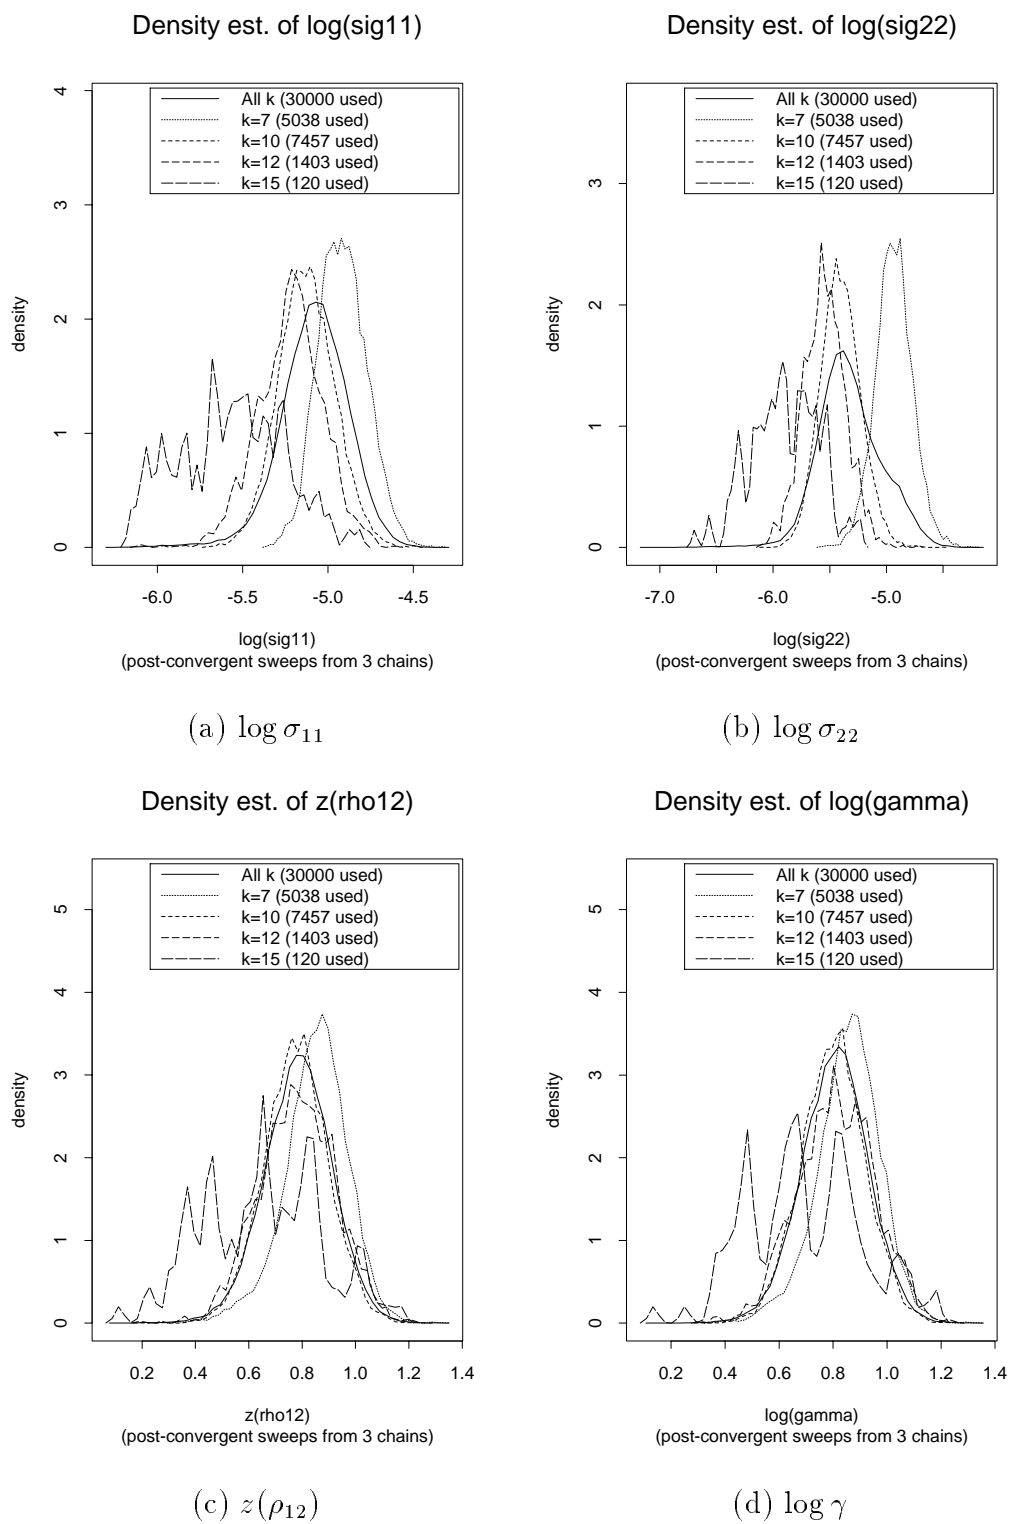 Density est. of log(sig11)
4
3
2
1
0
density
All k (30000 used)
k=7 (5038 used)
k=10 (7457 used)
k=12 (1403 used)
k=15 (120 used)
-6.0 -5.5 -5.0 -4.5
log(sig11)
(post-convergent sweeps from 3 chains)
(a) log σ11
Density est. of log(sig22)
3
2
1
0
density
All k (30000 used)
k=7 (5038 used)
k=10 (7457 used)
k=12 (1403 used)
k=15 (120 used)
-7.0 -6.0 -5.0
log(sig22)
(post-convergent sweeps from 3 chains)
(b) log σ22
Density est. of z(rho12)
5
4
3
2
1
0
density
All k (30000 used)
k=7 (5038 used)
k=10 (7457 used)
k=12 (1403 used)
k=15 (120 used)
0.2 0.4 0.6 0.8 1.0 1.2 1.4
z(rho12)
(post-convergent sweeps from 3 chains)
(c) z(ρ12)
Density est. of log(gamma)
5
4
3
2
1
0
density
All k (30000 used)
k=7 (5038 used)
k=10 (7457 used)
k=12 (1403 used)
k=15 (120 used)
0.2 0.4 0.6 0.8 1.0 1.2 1.4
log(gamma)
(post-convergent sweeps from 3 chains)
(d) log γ